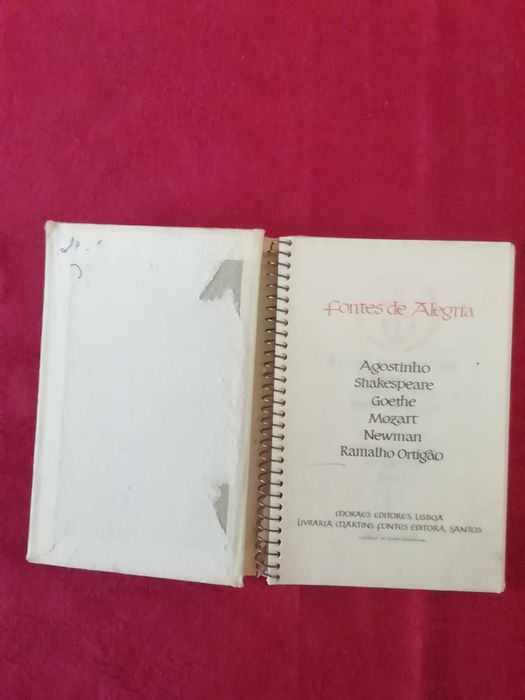 Fontes de Alegria
Agostinho
Shakespeare
Goethe
Mozart
Newman
Ramalho Ortigão
Moraes Editores, Lisboa
Livraria Martins Fontes Editora, Santos